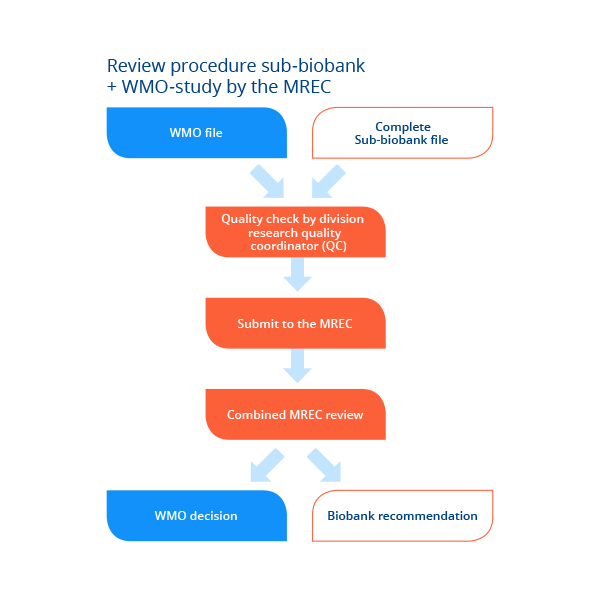 Review procedure sub-biobank
+ WMO-study by the MREC
WMO file
Complete
Sub-biobank file
Quality check by division
research quality
coordinator (QC)
Submit to the MREC
Combined MREC review
WMO decision
Biobank recommendation